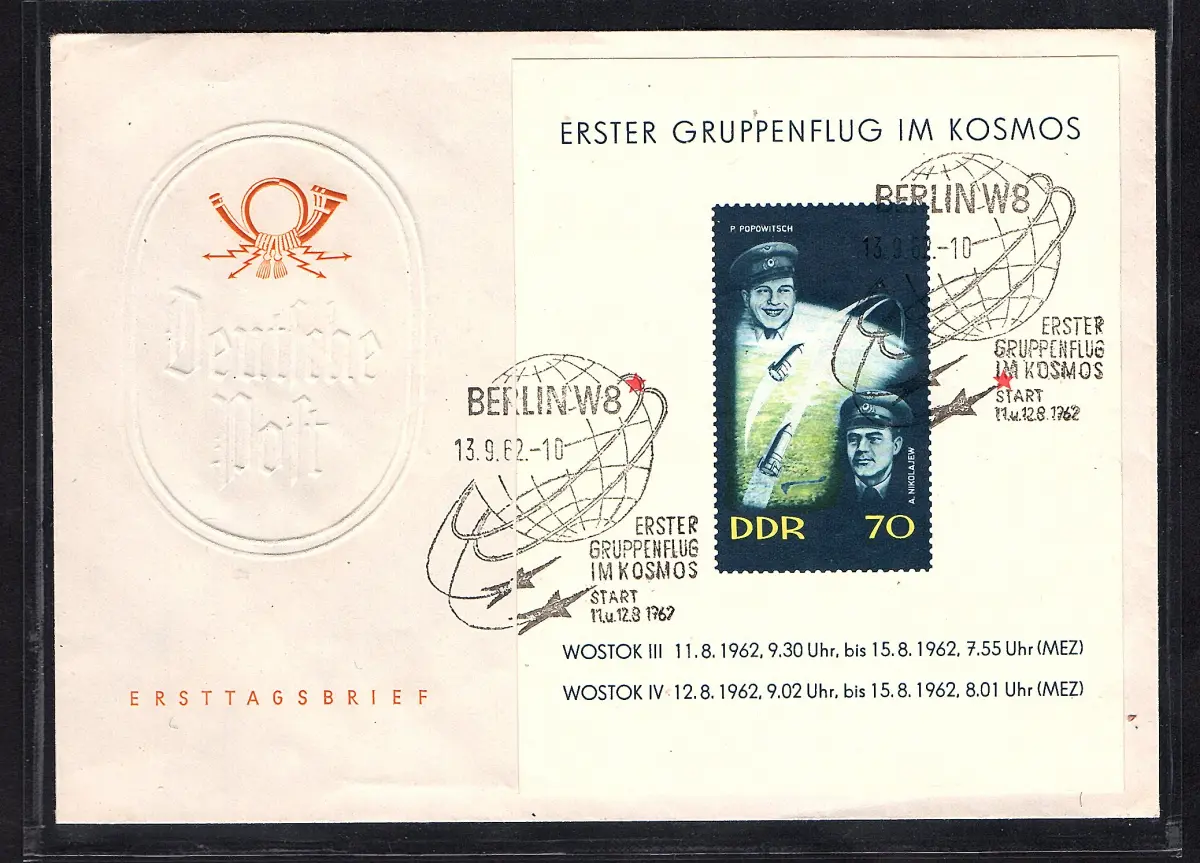 Deutsche
Post
ERSTTAGSBRIEF
ERSTER GRUPPENFLUG IM KOSMOS
P. POPOWITSCH
A. NIKOLAJEW
DDR 70
BERLIN-W8
13.9.62.-10
ERSTER
GRUPPENFLUG
IM KOSMOS
START
11.u.12.8.1962
BERLIN-W8
13.9.62.-10
ERSTER
GRUPPENFLUG
IM KOSMOS
START
11.u.12.8 1962
WOSTOK III 11.8.1962, 9.30 Uhr, bis 15.8.1962, 7.55 Uhr (MEZ)
WOSTOK IV 12.8.1962, 9.02 Uhr, bis 15.8.1962, 8.01 Uhr (MEZ)